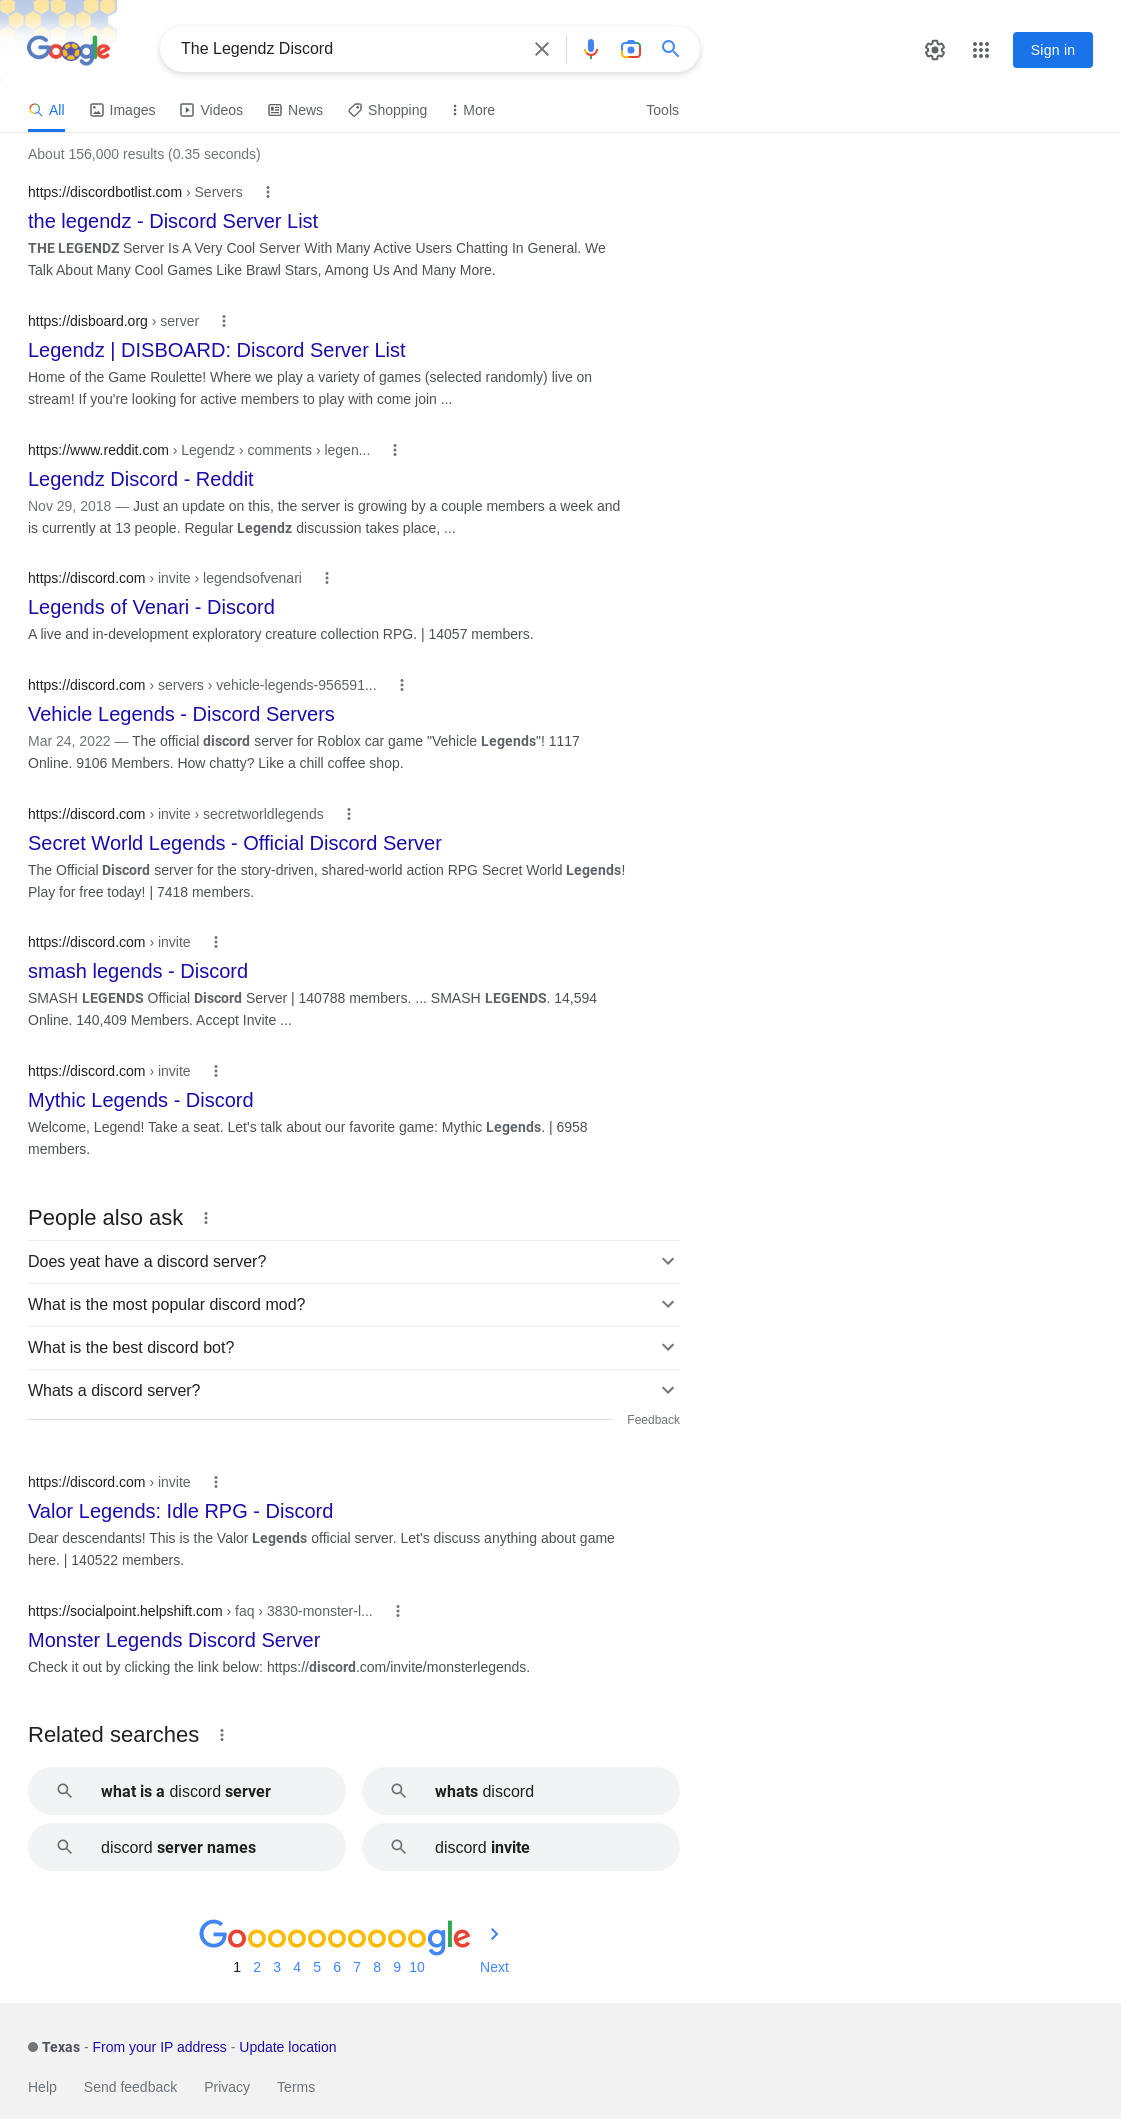 Google
The Legendz Discord
Sign in
All
Images
Videos
News
Shopping
More
Tools
About 156,000 results (0.35 seconds)
https://discordbotlist.com › Servers
the legendz - Discord Server List
THE LEGENDZ Server Is A Very Cool Server With Many Active Users Chatting In General. We
Talk About Many Cool Games Like Brawl Stars, Among Us And Many More.
https://disboard.org › server
Legendz | DISBOARD: Discord Server List
Home of the Game Roulette! Where we play a variety of games (selected randomly) live on
stream! If you're looking for active members to play with come join ...
https://www.reddit.com › Legendz › comments › legen...
Legendz Discord - Reddit
Nov 29, 2018 — Just an update on this, the server is growing by a couple members a week and
is currently at 13 people. Regular Legendz discussion takes place, ...
https://discord.com › invite › legendsofvenari
Legends of Venari - Discord
A live and in-development exploratory creature collection RPG. | 14057 members.
https://discord.com › servers › vehicle-legends-956591...
Vehicle Legends - Discord Servers
Mar 24, 2022 — The official discord server for Roblox car game "Vehicle Legends"! 1117
Online. 9106 Members. How chatty? Like a chill coffee shop.
https://discord.com › invite › secretworldlegends
Secret World Legends - Official Discord Server
The Official Discord server for the story-driven, shared-world action RPG Secret World Legends!
Play for free today! | 7418 members.
https://discord.com › invite
smash legends - Discord
SMASH LEGENDS Official Discord Server | 140788 members. ... SMASH LEGENDS. 14,594
Online. 140,409 Members. Accept Invite ...
https://discord.com › invite
Mythic Legends - Discord
Welcome, Legend! Take a seat. Let's talk about our favorite game: Mythic Legends. | 6958
members.
People also ask
Does yeat have a discord server?
What is the most popular discord mod?
What is the best discord bot?
Whats a discord server?
Feedback
https://discord.com › invite
Valor Legends: Idle RPG - Discord
Dear descendants! This is the Valor Legends official server. Let's discuss anything about game
here. | 140522 members.
https://socialpoint.helpshift.com › faq › 3830-monster-l...
Monster Legends Discord Server
Check it out by clicking the link below: https://discord.com/invite/monsterlegends.
Related searches
what is a discord server
whats discord
discord server names
discord invite
Goooooooooogle
1 2 3 4 5 6 7 8 9 10 Next
Texas - From your IP address - Update location
Help Send feedback Privacy Terms